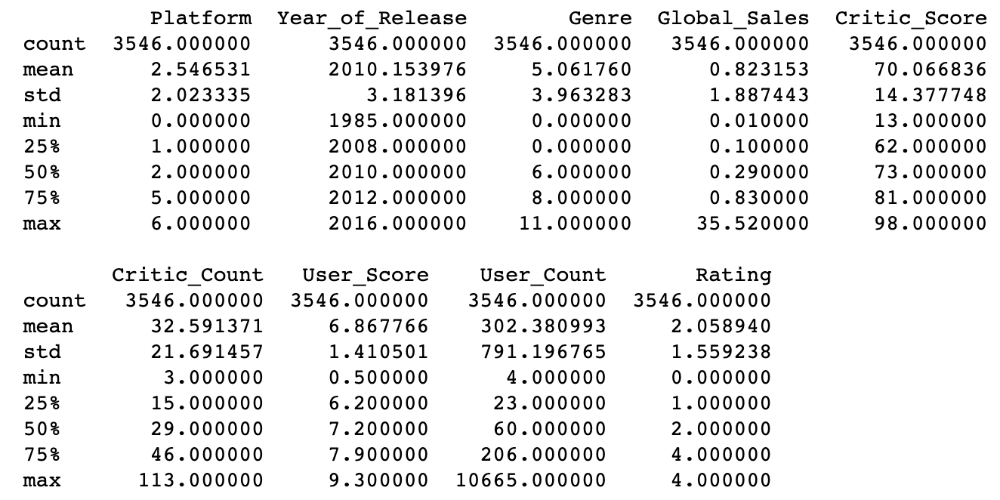 Platform Year_of_Release Genre Global_Sales Critic_Score
count 3546.000000 3546.000000 3546.000000 3546.000000 3546.000000
mean 2.546531 2010.153976 5.061760 0.823153 70.066836
std 2.023335 3.181396 3.963283 1.887443 14.377748
min 0.000000 1985.000000 0.000000 0.010000 13.000000
25% 1.000000 2008.000000 0.000000 0.100000 62.000000
50% 2.000000 2010.000000 6.000000 0.290000 73.000000
75% 5.000000 2012.000000 8.000000 0.830000 81.000000
max 6.000000 2016.000000 11.000000 35.520000 98.000000
Critic_Count User_Score User_Count Rating
count 3546.000000 3546.000000 3546.000000 3546.000000
mean 32.591371 6.867766 302.380993 2.058940
std 21.691457 1.410501 791.196765 1.559238
min 3.000000 0.500000 4.000000 0.000000
25% 15.000000 6.200000 23.000000 1.000000
50% 29.000000 7.200000 60.000000 2.000000
75% 46.000000 7.900000 206.000000 4.000000
max 113.000000 9.300000 10665.000000 4.000000